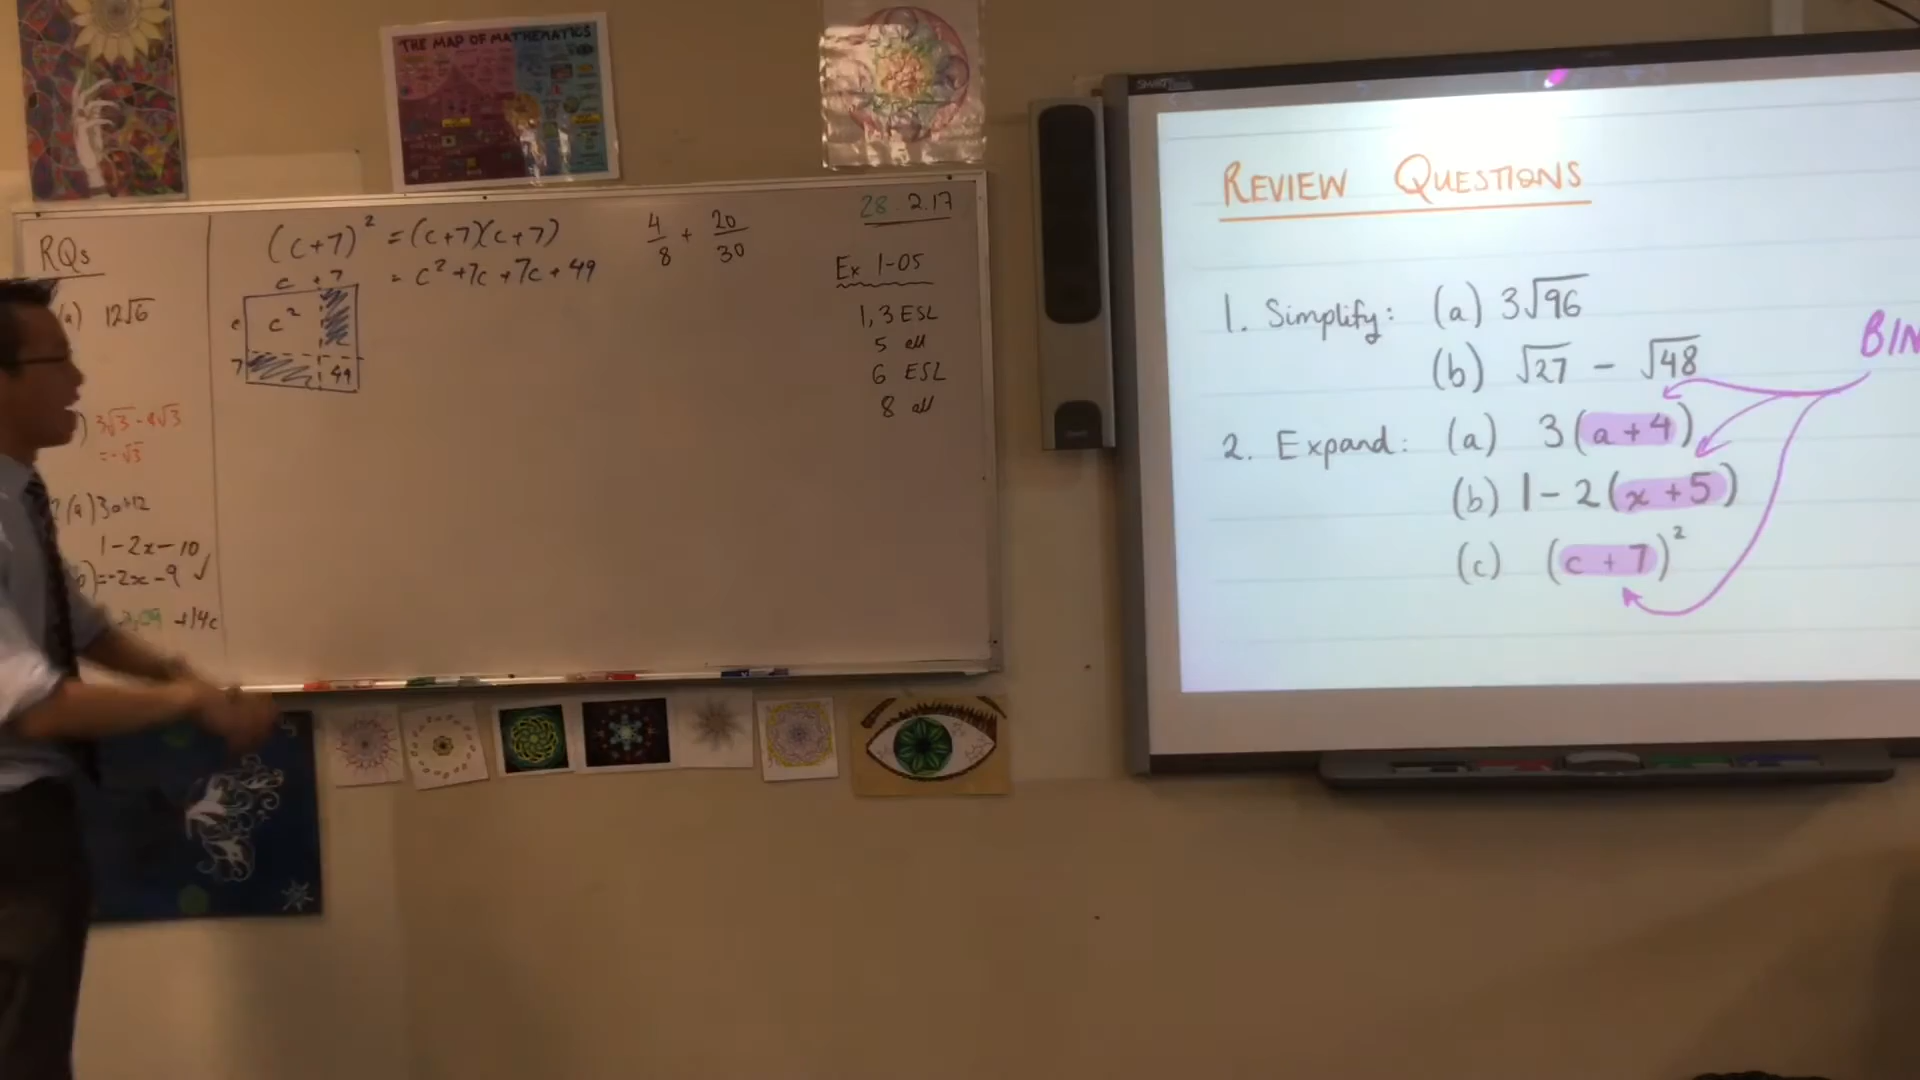 THE MAP OF MATHEMATICS
RQs
a) 12√6
) 3√3 - 4√3
= -√3
2 (a) 3a+12
1 - 2x - 10
b) = -2x - 9 ✓
+14c
(c+7)² = (c+7)(c+7)
= c² + 7c + 7c + 49
c + 7
c
c²
7
49
4/8 + 20/30
28.2.17
Ex 1-05
1, 3 ESL
5 all
6 ESL
8 all
SMART
REVIEW QUESTIONS
1. Simplify: (a) 3√96
(b) √27 - √48
BIN
2. Expand: (a) 3(a+4)
(b) 1 - 2(x+5)
(c) (c+7)²